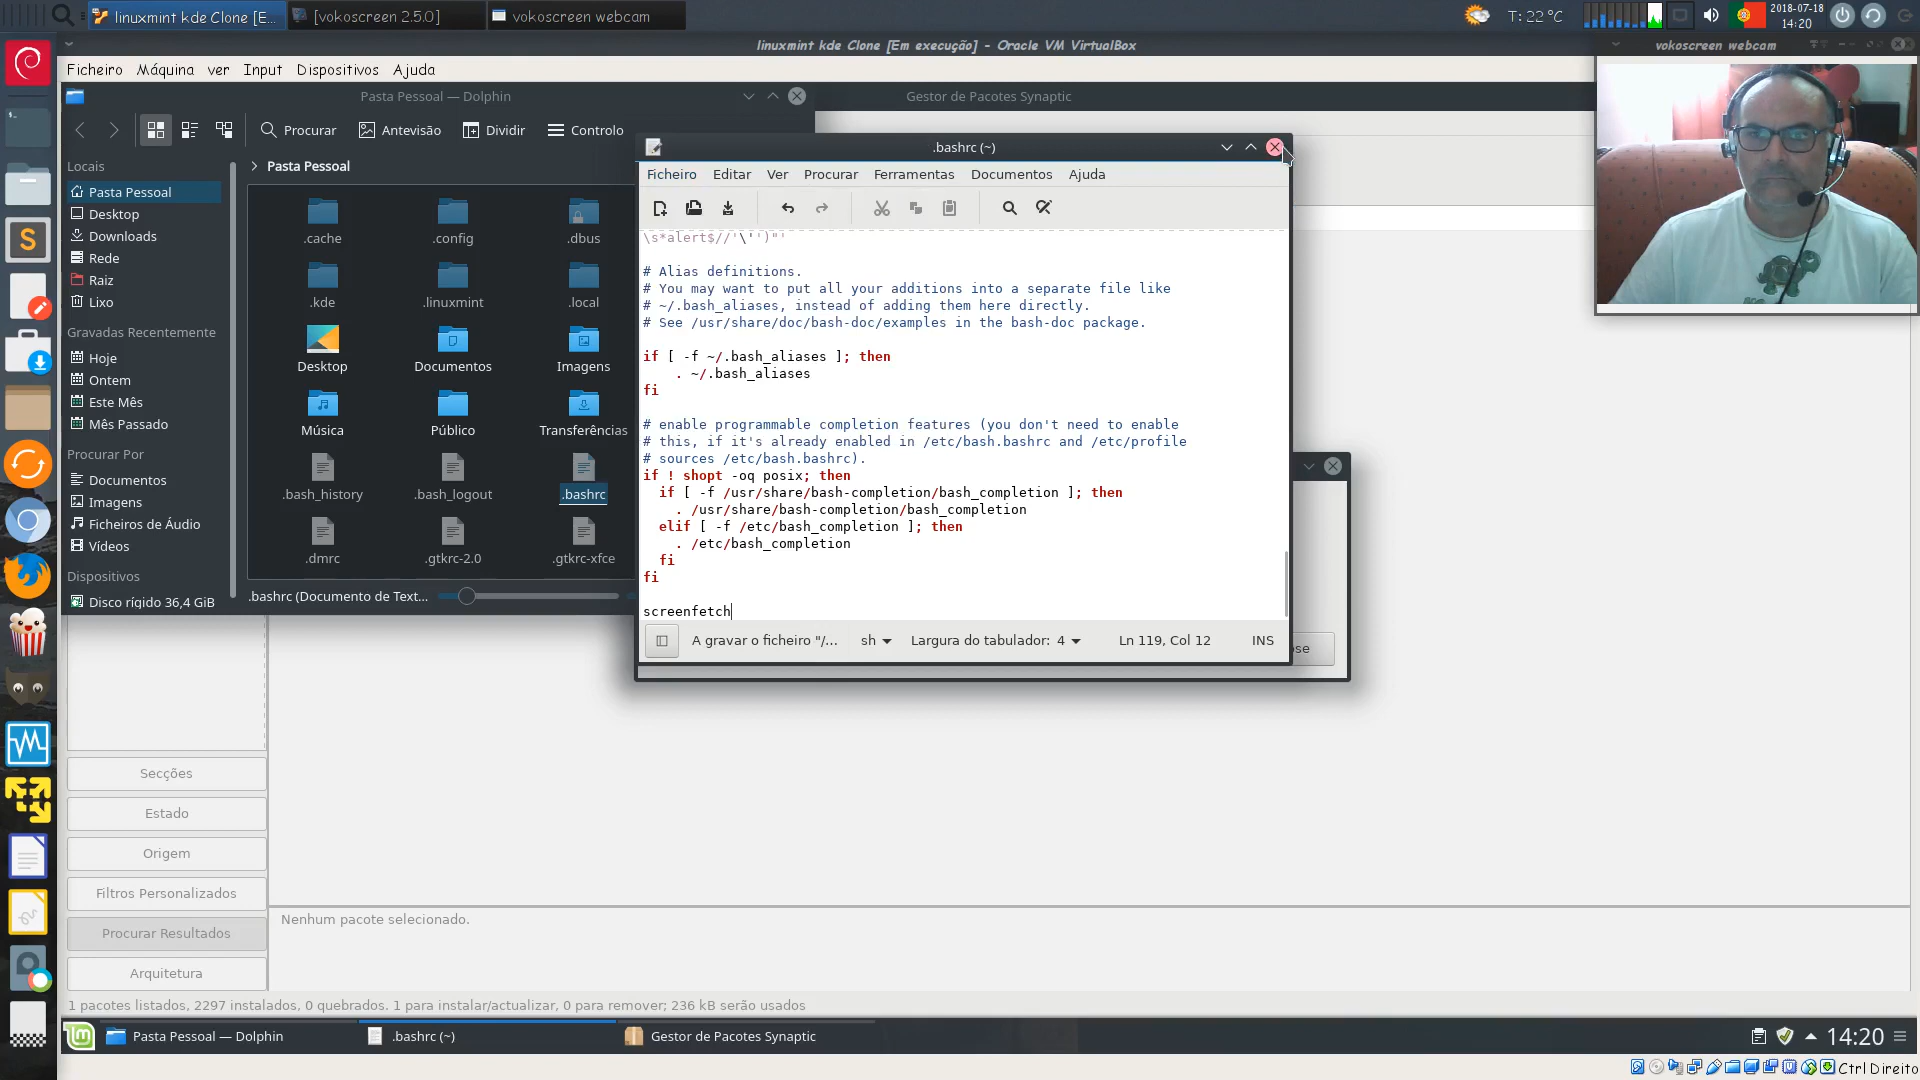 linuxmint kde Clone [E...
[vokoscreen 2.5.0]
vokoscreen webcam
T: 22 °C
2018-07-18
14:20
linuxmint kde Clone [Em execução] - Oracle VM VirtualBox
vokoscreen webcam
Ficheiro Máquina ver Input Dispositivos Ajuda
Pasta Pessoal — Dolphin
Gestor de Pacotes Synaptic
Procurar
Antevisão
Dividir
Controlo
Locais
Pasta Pessoal
Desktop
Downloads
Rede
Raiz
Lixo
Gravadas Recentemente
Hoje
Ontem
Este Mês
Mês Passado
Procurar Por
Documentos
Imagens
Ficheiros de Áudio
Vídeos
Dispositivos
Disco rígido 36,4 GiB
> Pasta Pessoal
.cache
.config
.dbus
.kde
.linuxmint
.local
Desktop
Documentos
Imagens
Música
Público
Transferências
.bash_history
.bash_logout
.bashrc
.dmrc
.gtkrc-2.0
.gtkrc-xfce
.bashrc (Documento de Text...
.bashrc (~)
Ficheiro Editar Ver Procurar Ferramentas Documentos Ajuda
\s*alert$//'\'')"'
# Alias definitions.
# You may want to put all your additions into a separate file like
# ~/.bash_aliases, instead of adding them here directly.
# See /usr/share/doc/bash-doc/examples in the bash-doc package.
if [ -f ~/.bash_aliases ]; then
. ~/.bash_aliases
fi
# enable programmable completion features (you don't need to enable
# this, if it's already enabled in /etc/bash.bashrc and /etc/profile
# sources /etc/bash.bashrc).
if ! shopt -oq posix; then
if [ -f /usr/share/bash-completion/bash_completion ]; then
. /usr/share/bash-completion/bash_completion
elif [ -f /etc/bash_completion ]; then
. /etc/bash_completion
fi
fi
screenfetch
A gravar o ficheiro "/...
sh
Largura do tabulador: 4
Ln 119, Col 12
INS
ose
Secções
Estado
Origem
Filtros Personalizados
Procurar Resultados
Arquitetura
Nenhum pacote selecionado.
1 pacotes listados, 2297 instalados, 0 quebrados. 1 para instalar/actualizar, 0 para remover; 236 kB serão usados
Pasta Pessoal — Dolphin
.bashrc (~)
Gestor de Pacotes Synaptic
14:20
Ctrl Direito